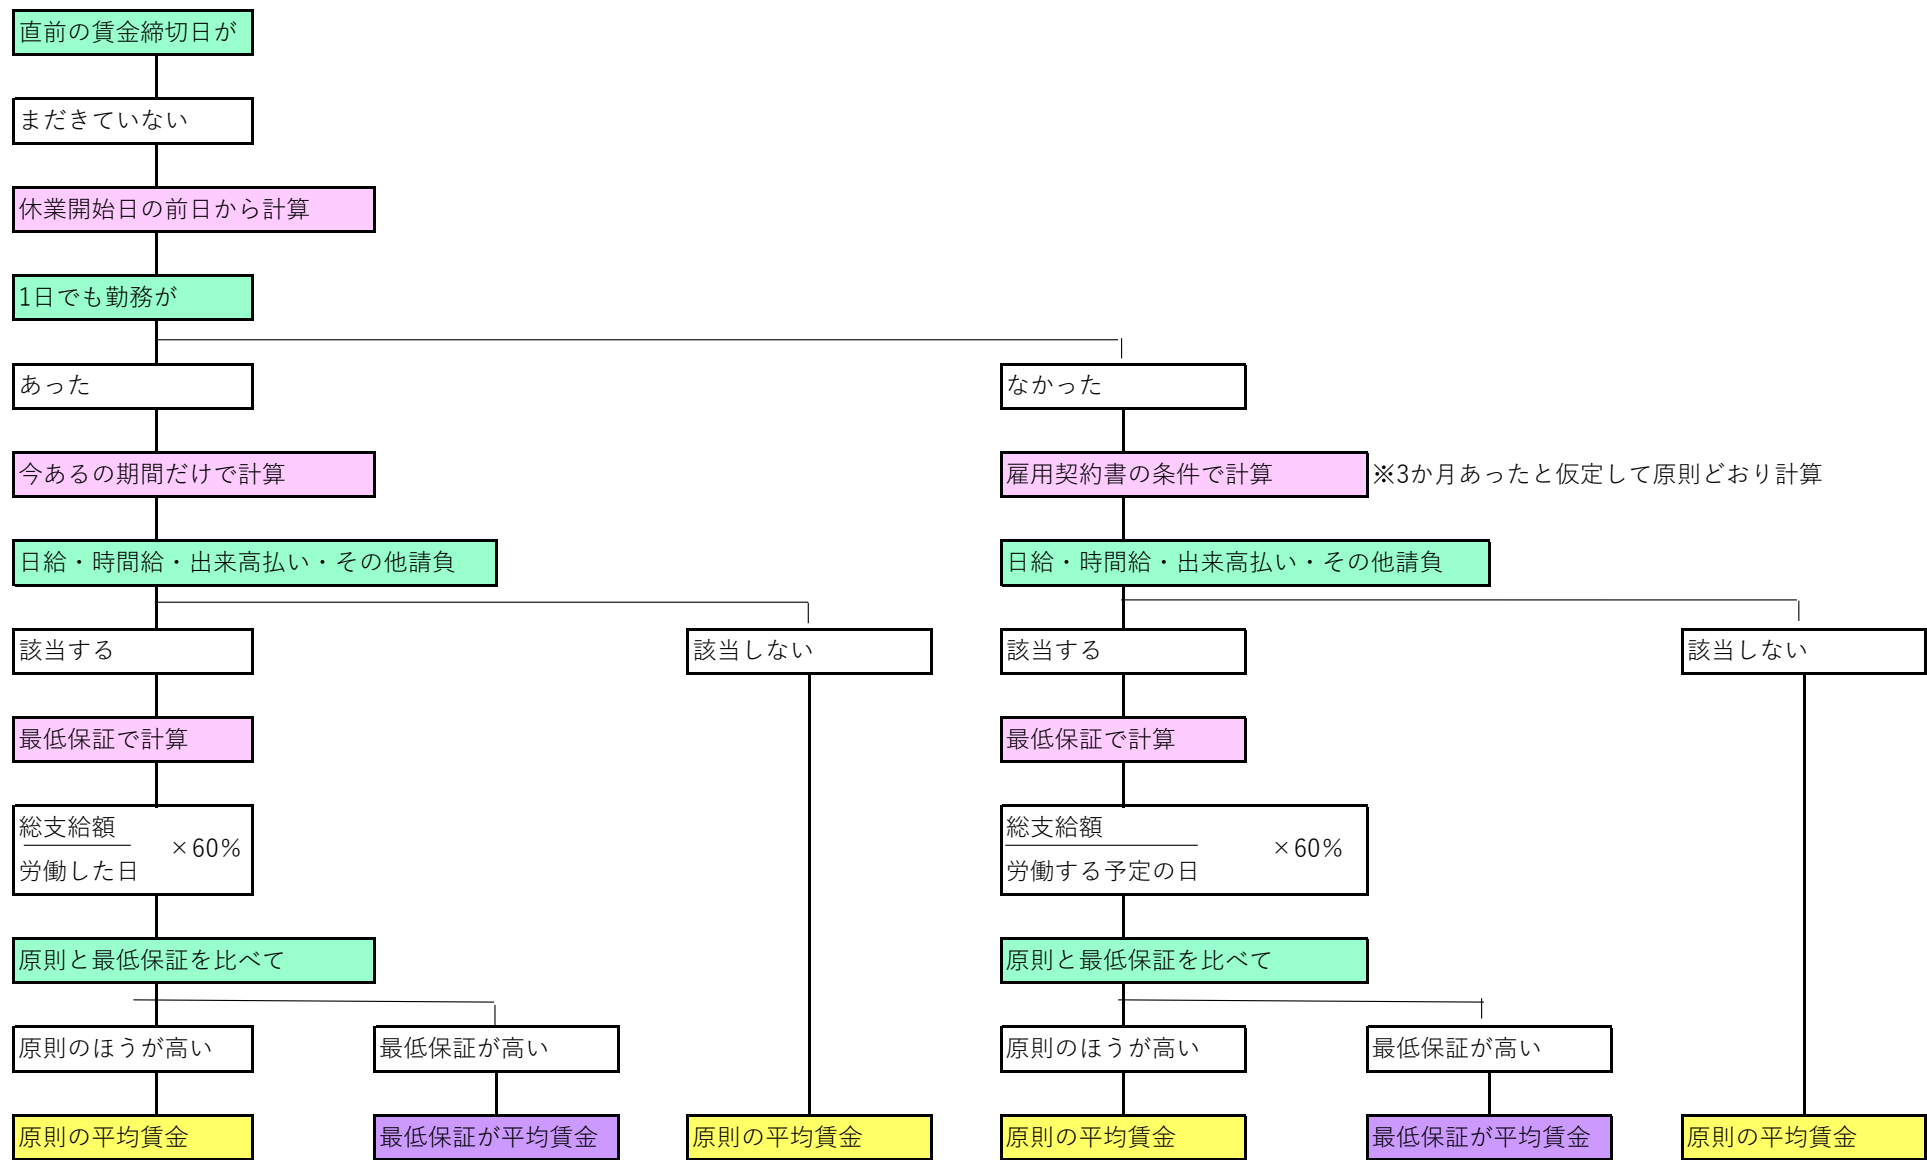 直前の賃金締切日が
まだきていない
休業開始日の前日から計算
1日でも勤務が
あった
なかった
今あるの期間だけで計算
雇用契約書の条件で計算
※3か月あったと仮定して原則どおり計算
日給・時間給・出来高払い・その他請負
日給・時間給・出来高払い・その他請負
該当する
該当しない
該当する
該当しない
最低保証で計算
最低保証で計算
総支給額
×60%
労働した日
総支給額
×60%
労働する予定の日
原則と最低保証を比べて
原則と最低保証を比べて
原則のほうが高い
最低保証が高い
原則のほうが高い
最低保証が高い
原則の平均賃金
最低保証が平均賃金
原則の平均賃金
原則の平均賃金
最低保証が平均賃金
原則の平均賃金